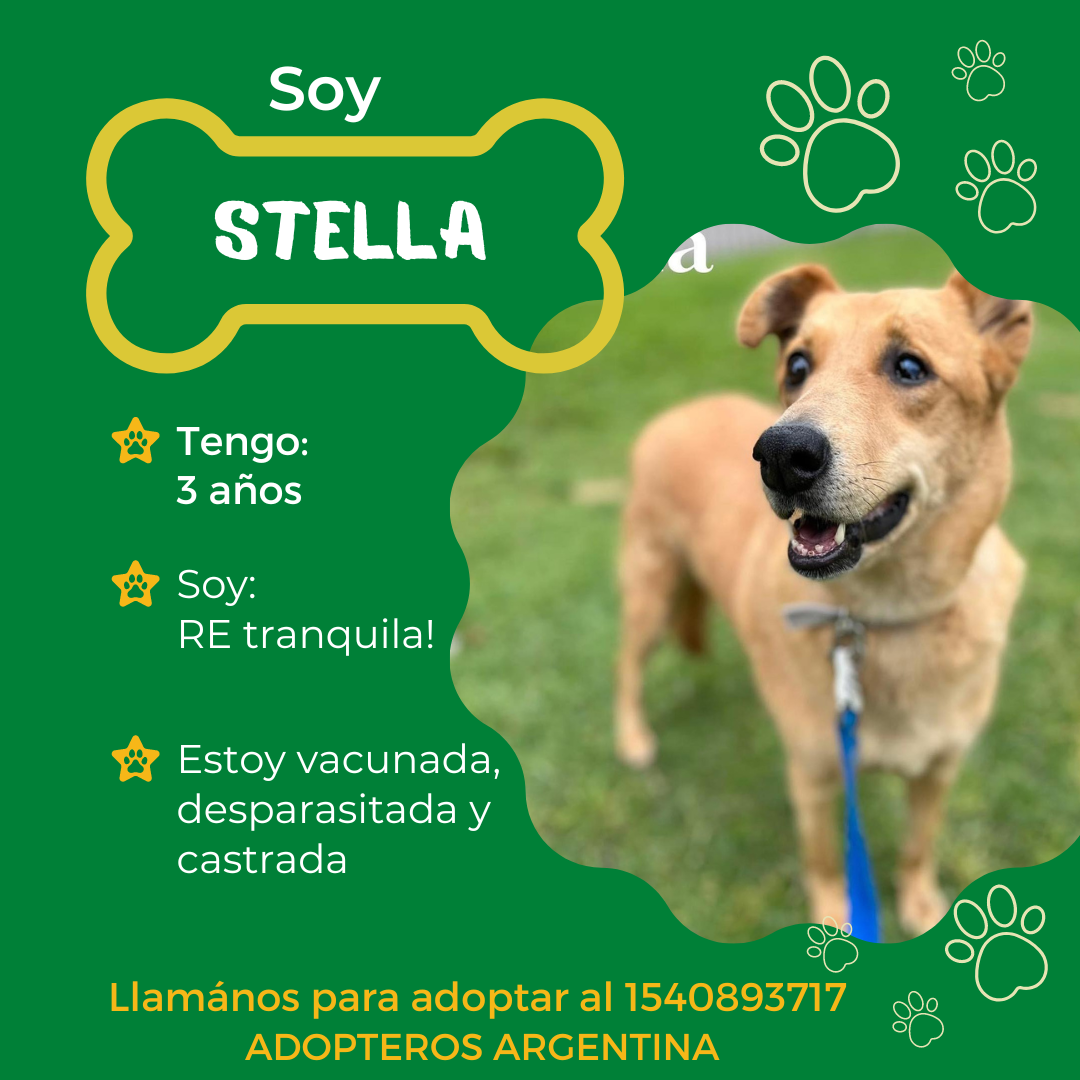 Soy
STELLA
a
Tengo:
3 años
Soy:
RE tranquila!
Estoy vacunada,
desparasitada y
castrada
Llamános para adoptar al 1540893717
ADOPTEROS ARGENTINA